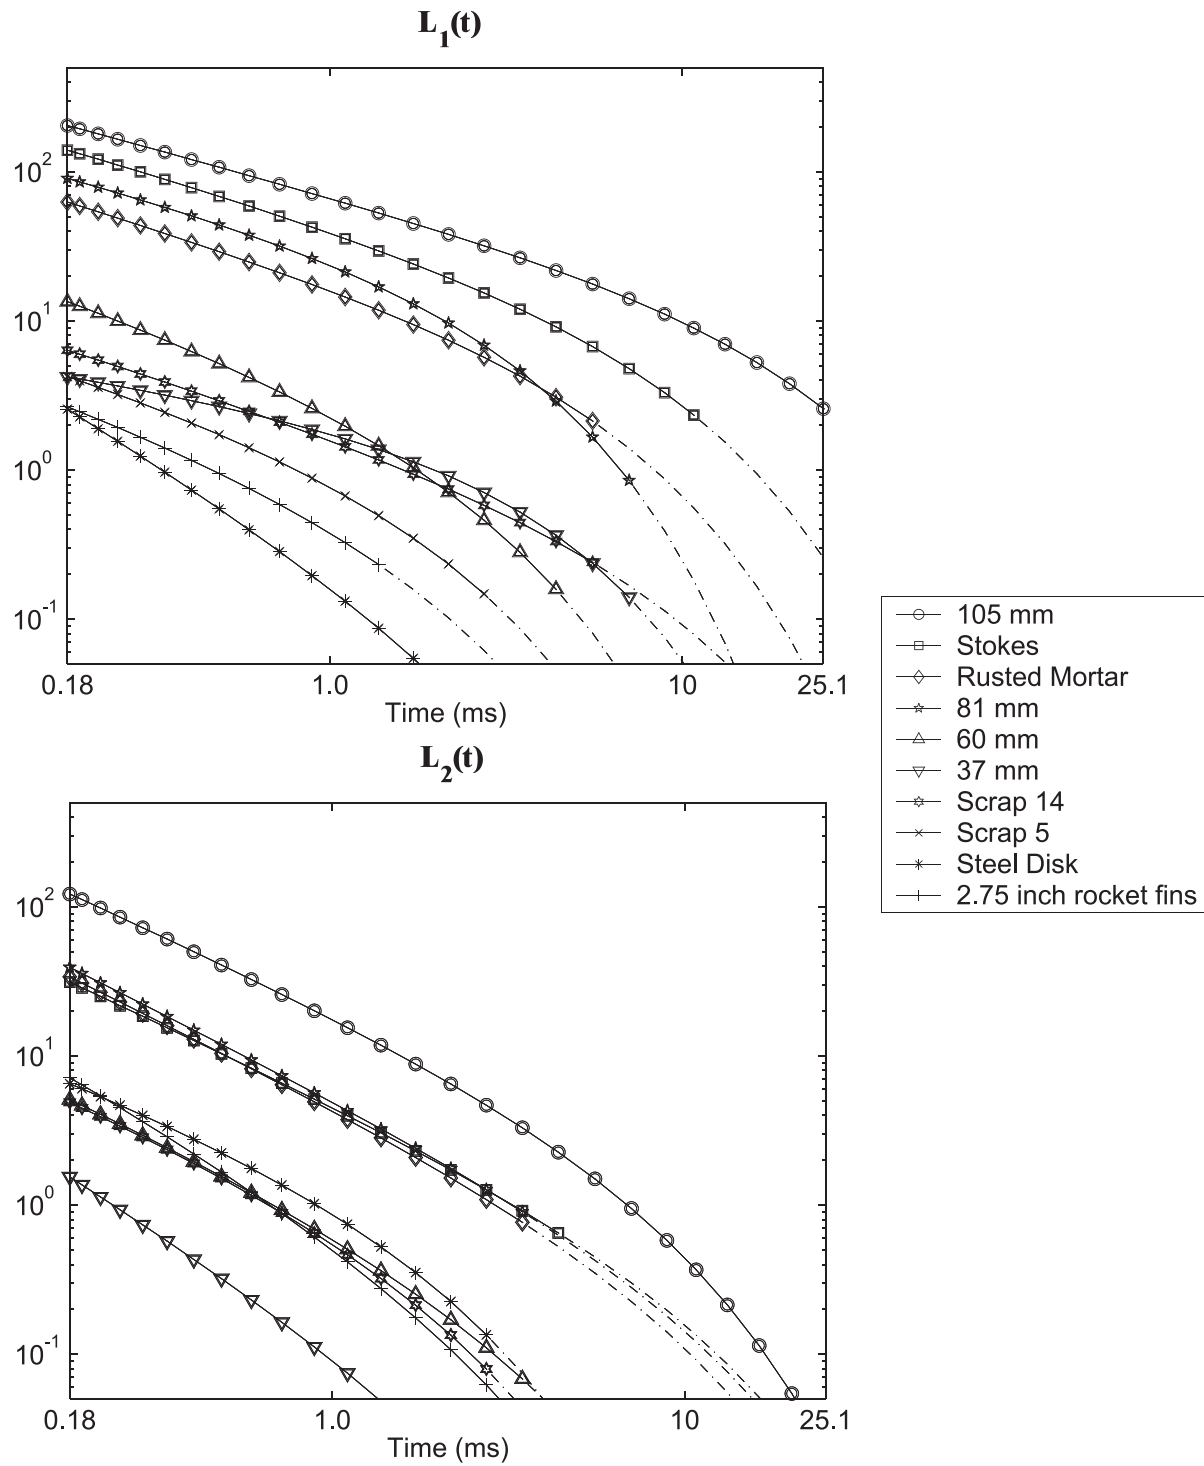 L1(t)
10^2
10^1
10^0
10^-1
0.18 1.0 10 25.1
Time (ms)
L2(t)
10^2
10^1
10^0
10^-1
0.18 1.0 10 25.1
Time (ms)
105 mm
Stokes
Rusted Mortar
81 mm
60 mm
37 mm
Scrap 14
Scrap 5
Steel Disk
2.75 inch rocket fins